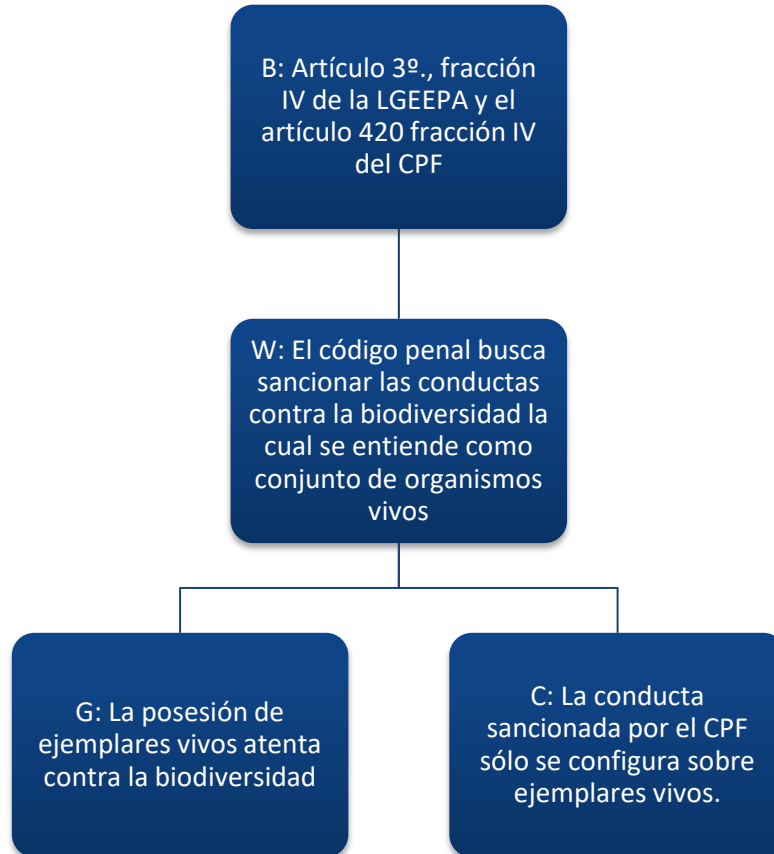 B: Artículo 3º., fracción
IV de la LGEEPA y el
artículo 420 fracción IV
del CPF
W: El código penal busca
sancionar las conductas
contra la biodiversidad la
cual se entiende como
conjunto de organismos
vivos
G: La posesión de
ejemplares vivos atenta
contra la biodiversidad
C: La conducta
sancionada por el CPF
sólo se configura sobre
ejemplares vivos.